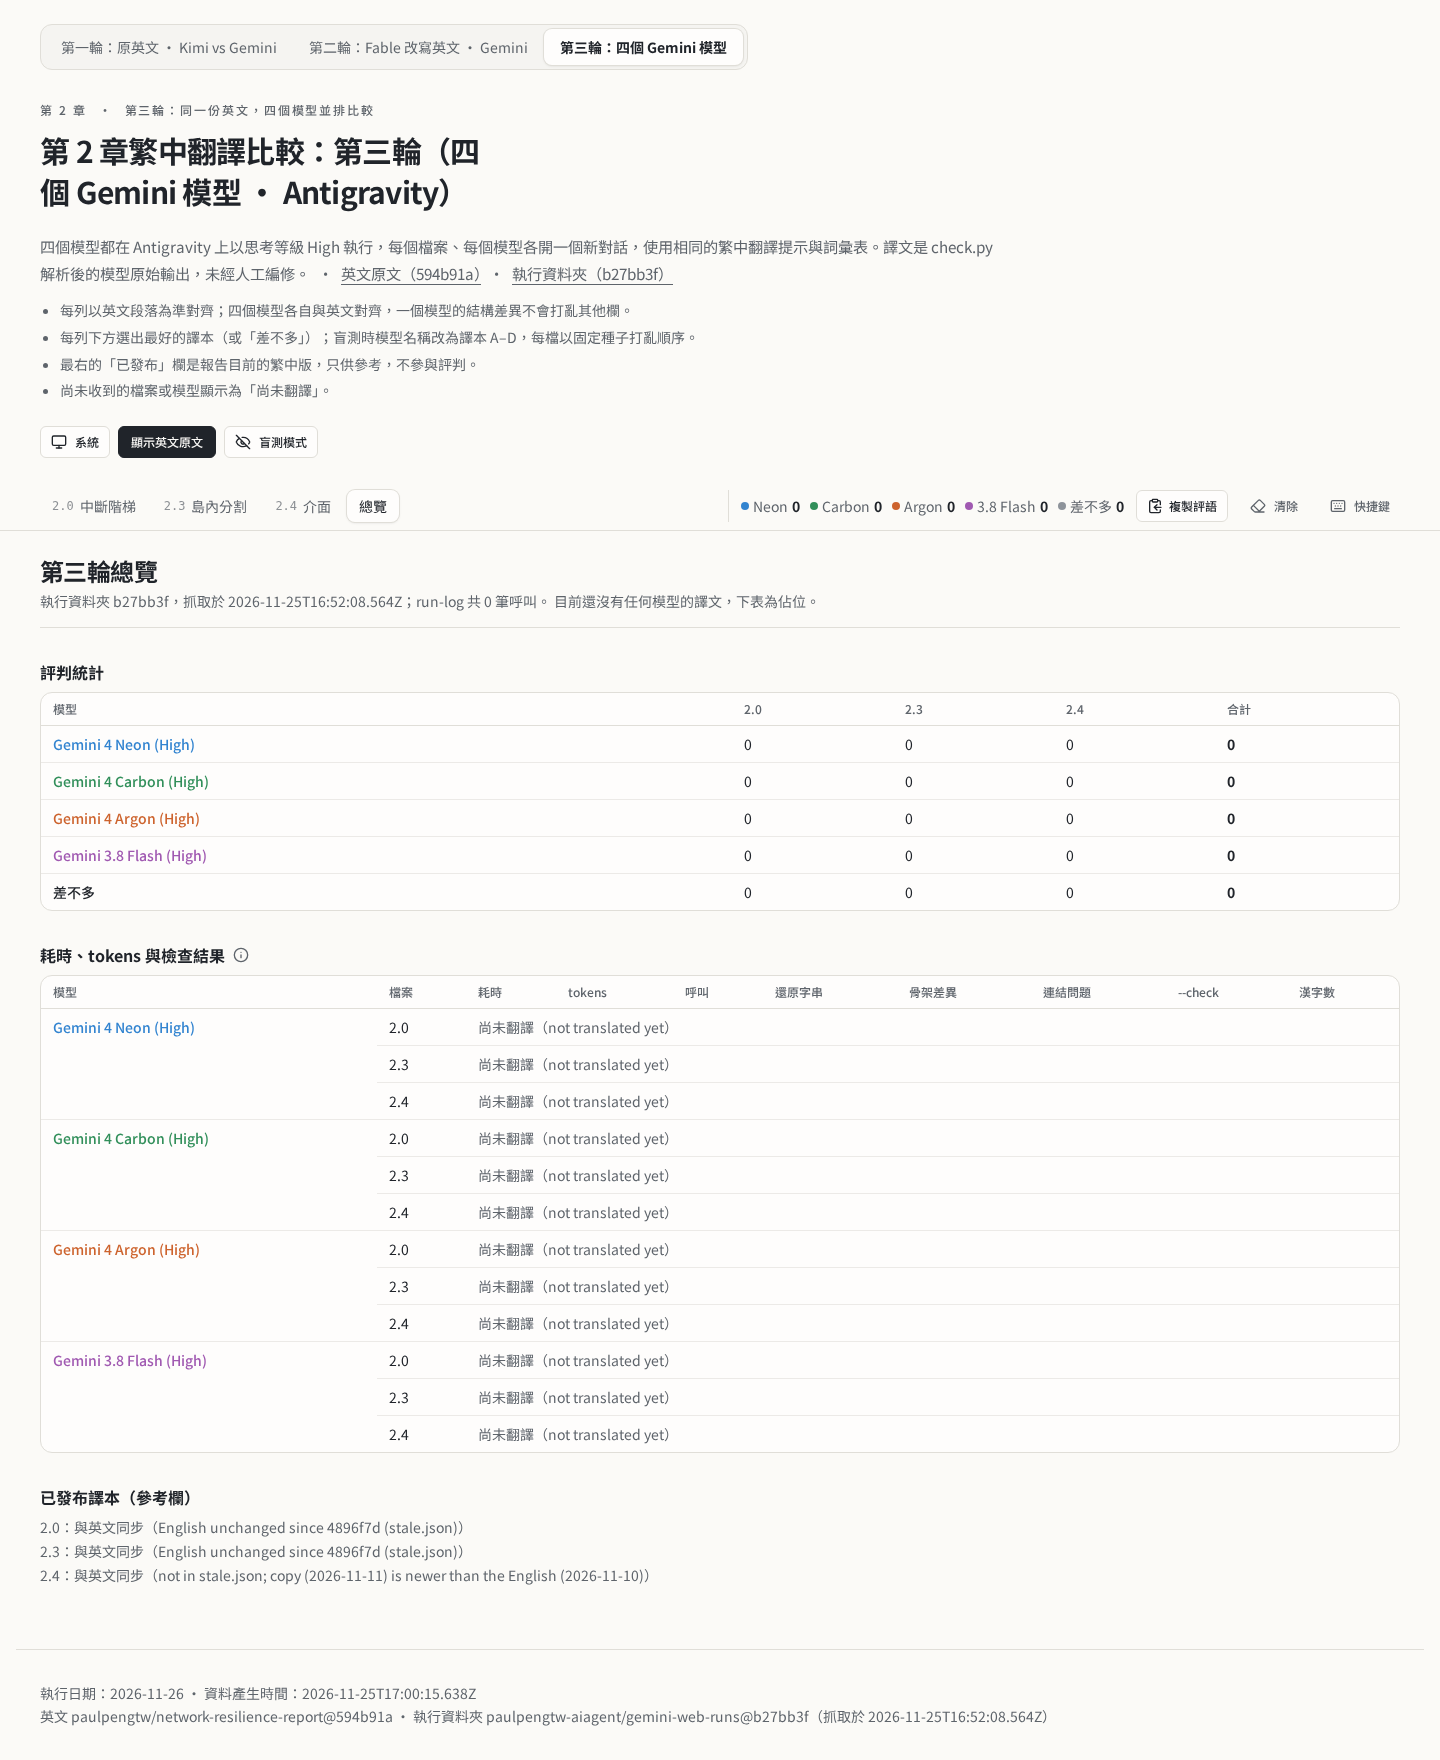 第一輪：原英文 · Kimi vs Gemini 第二輪：Fable 改寫英文 · Gemini 第三輪：四個 Gemini 模型
第 2 章 · 第三輪：同一份英文，四個模型並排比較
第 2 章繁中翻譯比較：第三輪（四
個 Gemini 模型 · Antigravity）
四個模型都在 Antigravity 上以思考等級 High 執行，每個檔案、每個模型各開一個新對話，使用相同的繁中翻譯提示與詞彙表。譯文是 check.py
解析後的模型原始輸出，未經人工編修。 · 英文原文（594b91a） · 執行資料夾（b27bb3f）
• 每列以英文段落為準對齊；四個模型各自與英文對齊，一個模型的結構差異不會打亂其他欄。
• 每列下方選出最好的譯本（或「差不多」）；盲測時模型名稱改為譯本 A–D，每檔以固定種子打亂順序。
• 最右的「已發布」欄是報告目前的繁中版，只供參考，不參與評判。
• 尚未收到的檔案或模型顯示為「尚未翻譯」。
系統 顯示英文原文 盲測模式
2.0 中斷階梯 2.3 島內分割 2.4 介面 總覽 Neon 0 Carbon 0 Argon 0 3.8 Flash 0 差不多 0 複製評語 清除 快捷鍵
第三輪總覽
執行資料夾 b27bb3f，抓取於 2026-11-25T16:52:08.564Z；run-log 共 0 筆呼叫。 目前還沒有任何模型的譯文，下表為佔位。
評判統計
模型 2.0 2.3 2.4 合計
Gemini 4 Neon (High) 0 0 0 0
Gemini 4 Carbon (High) 0 0 0 0
Gemini 4 Argon (High) 0 0 0 0
Gemini 3.8 Flash (High) 0 0 0 0
差不多 0 0 0 0
耗時、tokens 與檢查結果
模型 檔案 耗時 tokens 呼叫 還原字串 骨架差異 連結問題 --check 漢字數
Gemini 4 Neon (High) 2.0 尚未翻譯（not translated yet）
2.3 尚未翻譯（not translated yet）
2.4 尚未翻譯（not translated yet）
Gemini 4 Carbon (High) 2.0 尚未翻譯（not translated yet）
2.3 尚未翻譯（not translated yet）
2.4 尚未翻譯（not translated yet）
Gemini 4 Argon (High) 2.0 尚未翻譯（not translated yet）
2.3 尚未翻譯（not translated yet）
2.4 尚未翻譯（not translated yet）
Gemini 3.8 Flash (High) 2.0 尚未翻譯（not translated yet）
2.3 尚未翻譯（not translated yet）
2.4 尚未翻譯（not translated yet）
已發布譯本（參考欄）
2.0：與英文同步（English unchanged since 4896f7d (stale.json)）
2.3：與英文同步（English unchanged since 4896f7d (stale.json)）
2.4：與英文同步（not in stale.json; copy (2026-11-11) is newer than the English (2026-11-10)）
執行日期：2026-11-26 · 資料產生時間：2026-11-25T17:00:15.638Z
英文 paulpengtw/network-resilience-report@594b91a · 執行資料夾 paulpengtw-aiagent/gemini-web-runs@b27bb3f（抓取於 2026-11-25T16:52:08.564Z）